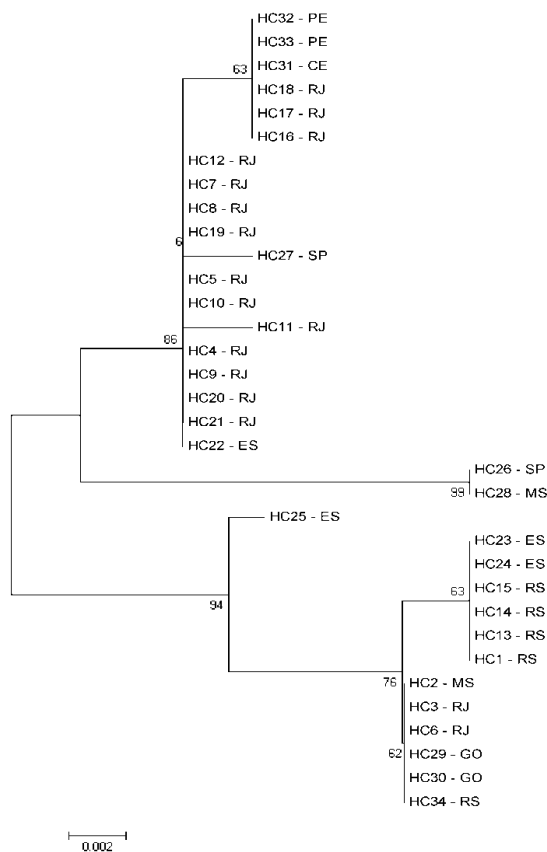 HC32 - PE
HC33 - PE
HC31 - CE
63
HC18 - RJ
HC17 - RJ
HC16 - RJ
HC12 - RJ
HC7 - RJ
HC8 - RJ
HC19 - RJ
6
HC27 - SP
HC5 - RJ
HC10 - RJ
HC11 - RJ
86
HC4 - RJ
HC9 - RJ
HC20 - RJ
HC21 - RJ
HC22 - ES
HC26 - SP
99
HC28 - MS
HC25 - ES
HC23 - ES
HC24 - ES
63
HC15 - RS
94
HC14 - RS
HC13 - RS
HC1 - RS
76
HC2 - MS
HC3 - RJ
HC6 - RJ
62
HC29 - GO
HC30 - GO
HC34 - RS
0.002